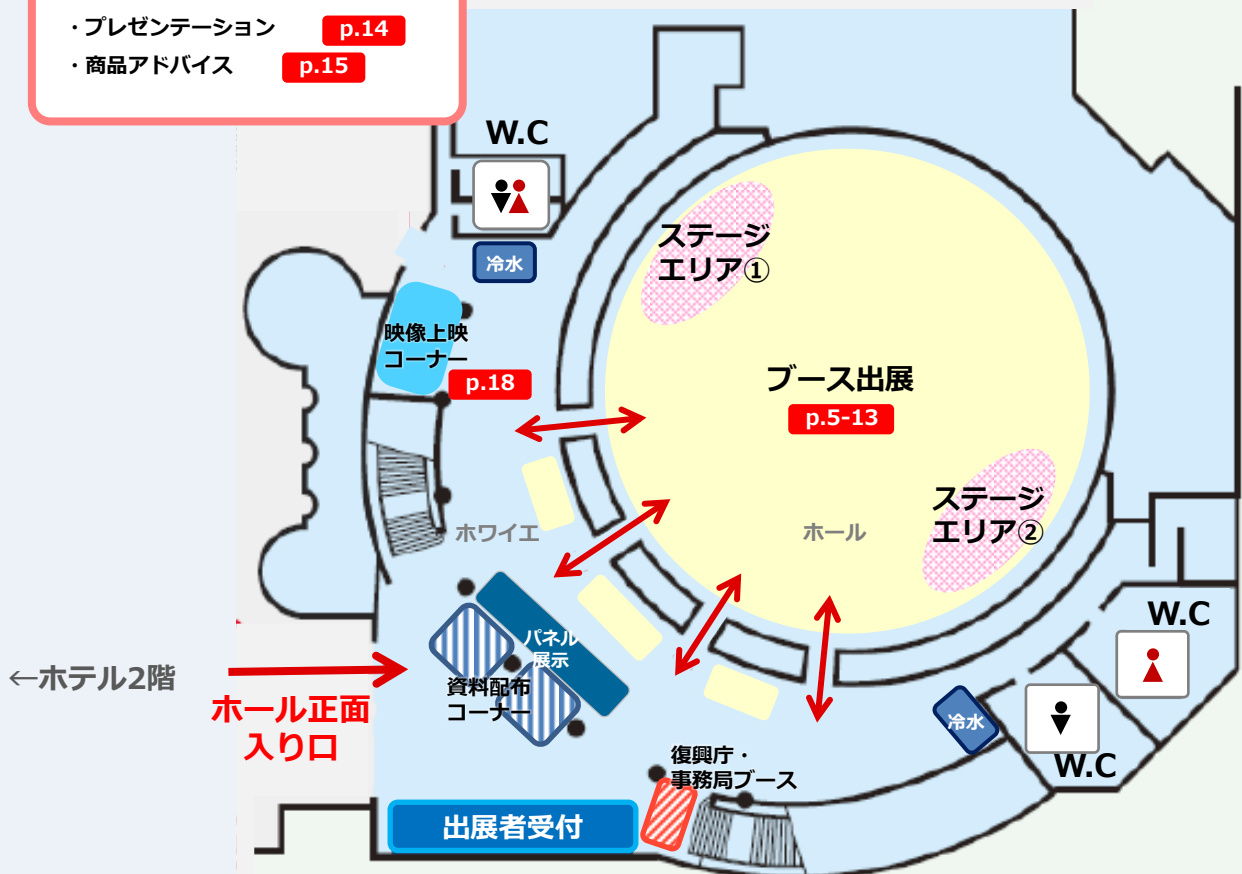 ・プレゼンテーション p.14
・商品アドバイス p.15
W.C
冷水
ステージ
エリア①
映像上映
コーナー
p.18
ブース出展
p.5-13
ステージ
エリア②
ホワイエ
ホール
W.C
パネル
展示
←ホテル2階
資料配布
コーナー
ホール正面
入り口
冷水
W.C
復興庁・
事務局ブース
出展者受付